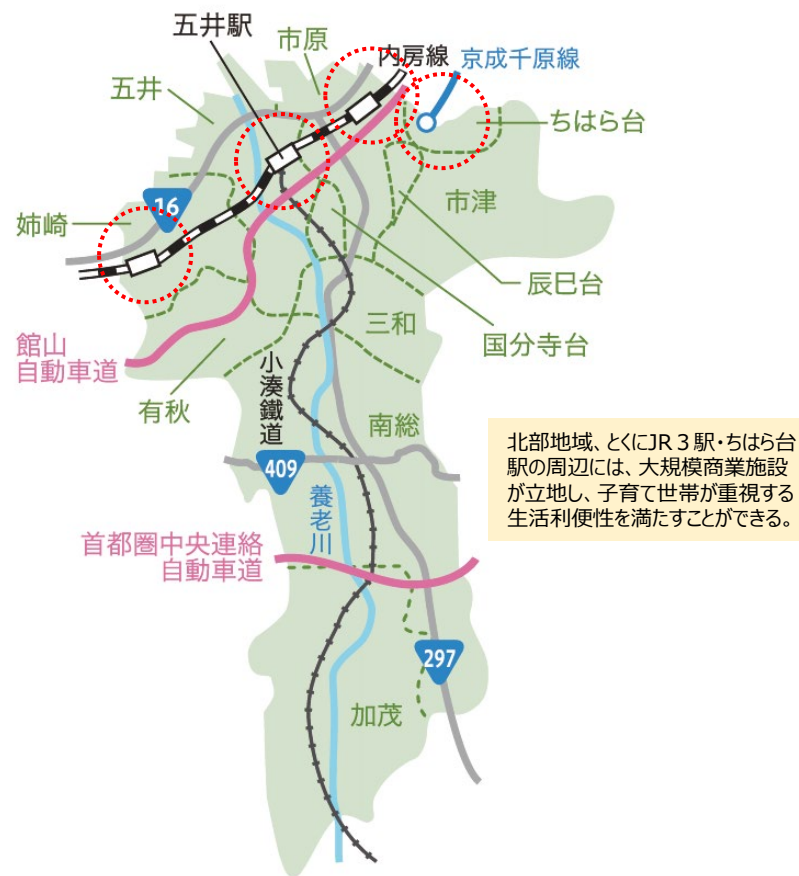 五井駅
市原
内房線
京成千原線
五井
ちはら台
16
市津
姉崎
辰巳台
三和
国分寺台
館山
自動車道
有秋
小湊鐵道
南総
409
養老川
北部地域、とくにJR３駅・ちはら台
駅の周辺には、大規模商業施設
が立地し、子育て世帯が重視する
生活利便性を満たすことができる。
首都圏中央連絡
自動車道
297
加茂